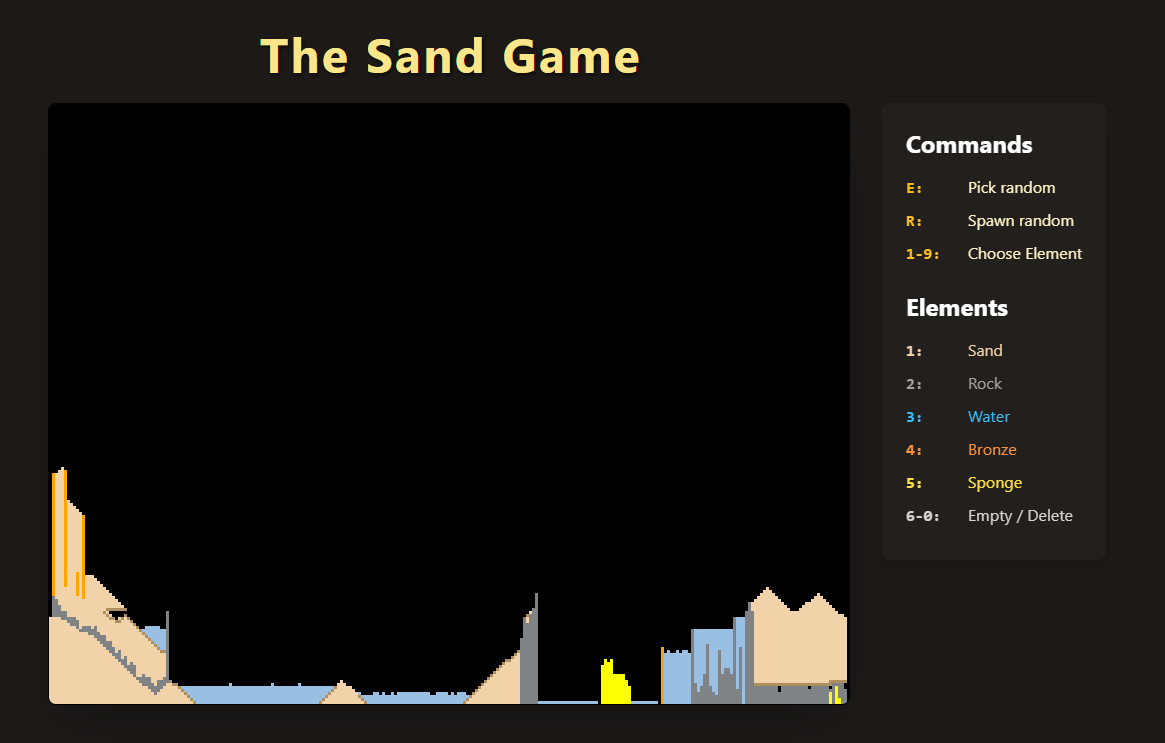 The Sand Game
Commands
E: Pick random
R: Spawn random
1-9: Choose Element
Elements
1: Sand
2: Rock
3: Water
4: Bronze
5: Sponge
6-0: Empty / Delete